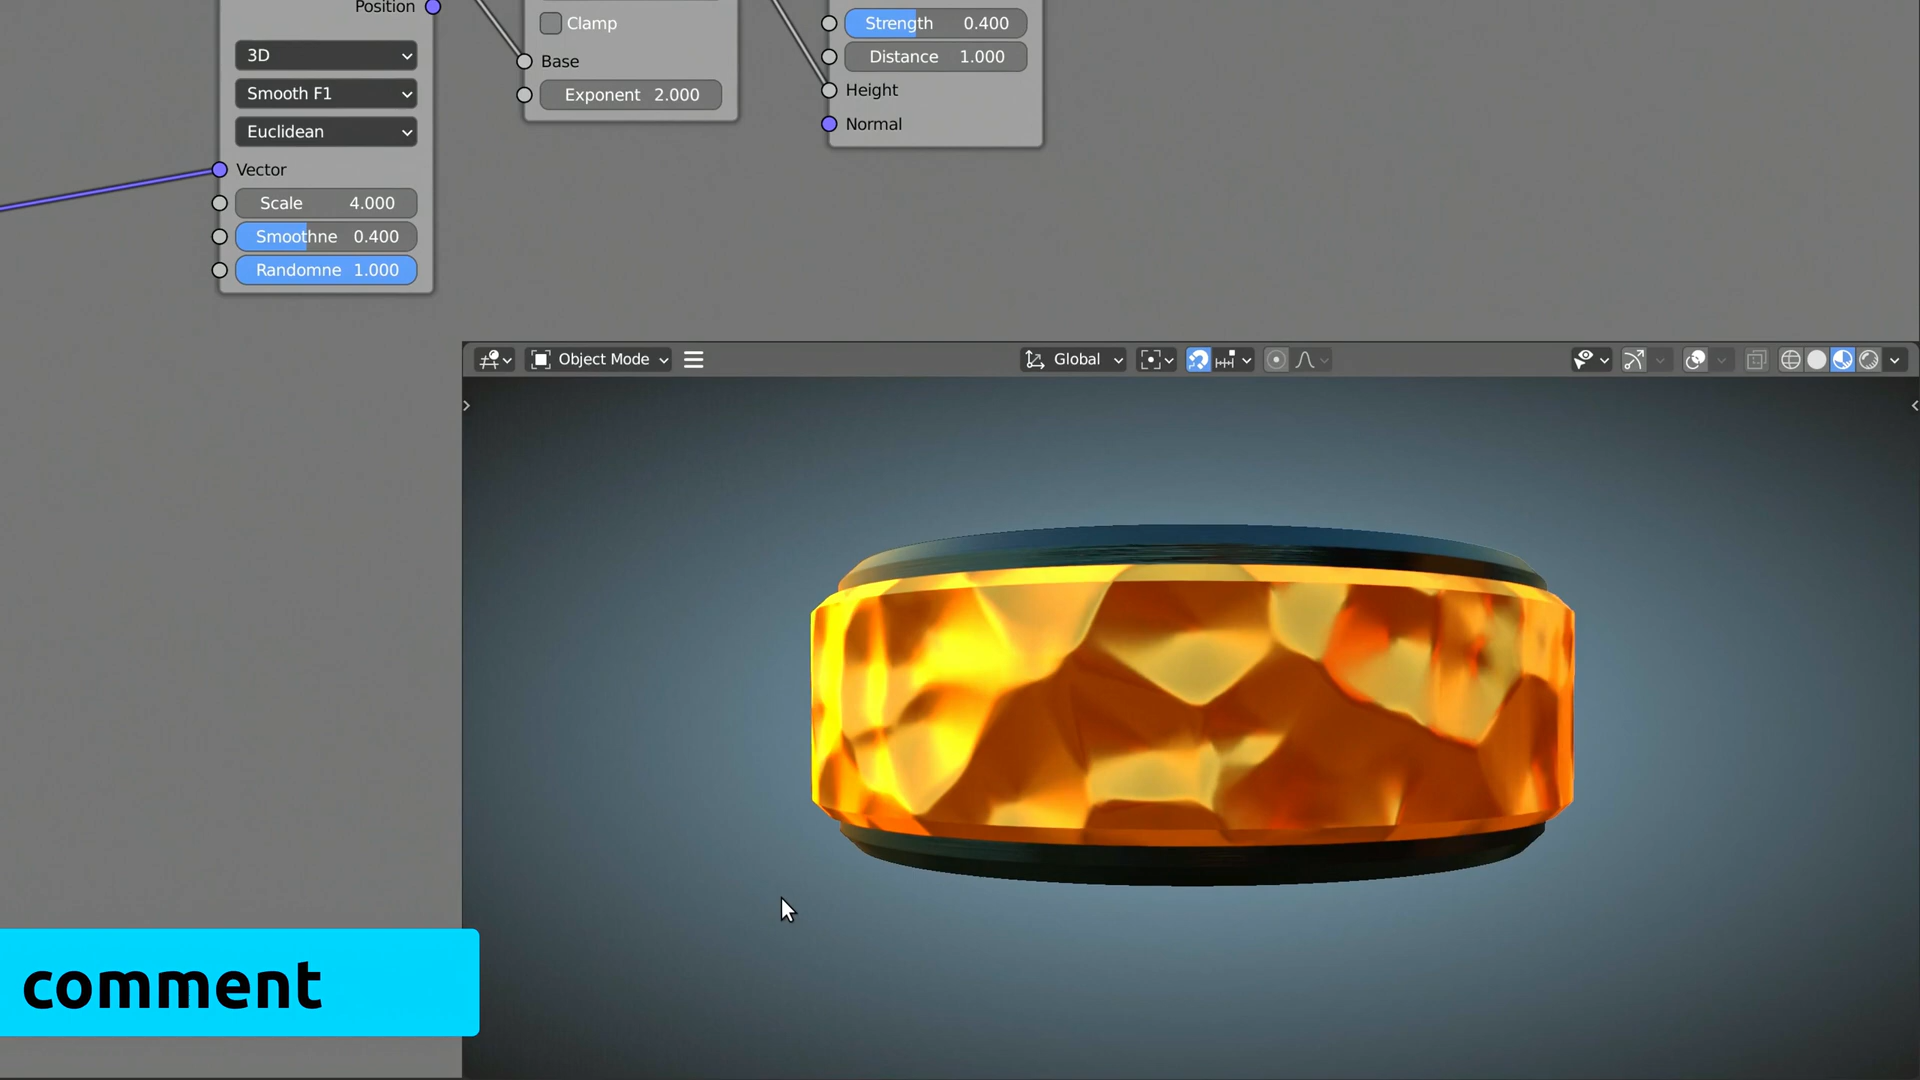 Position
3D
Smooth F1
Euclidean
Vector
Scale 4.000
Smoothne 0.400
Randomne 1.000
Clamp
Base
Exponent 2.000
Strength 0.400
Distance 1.000
Height
Normal
Object Mode
Global
comment